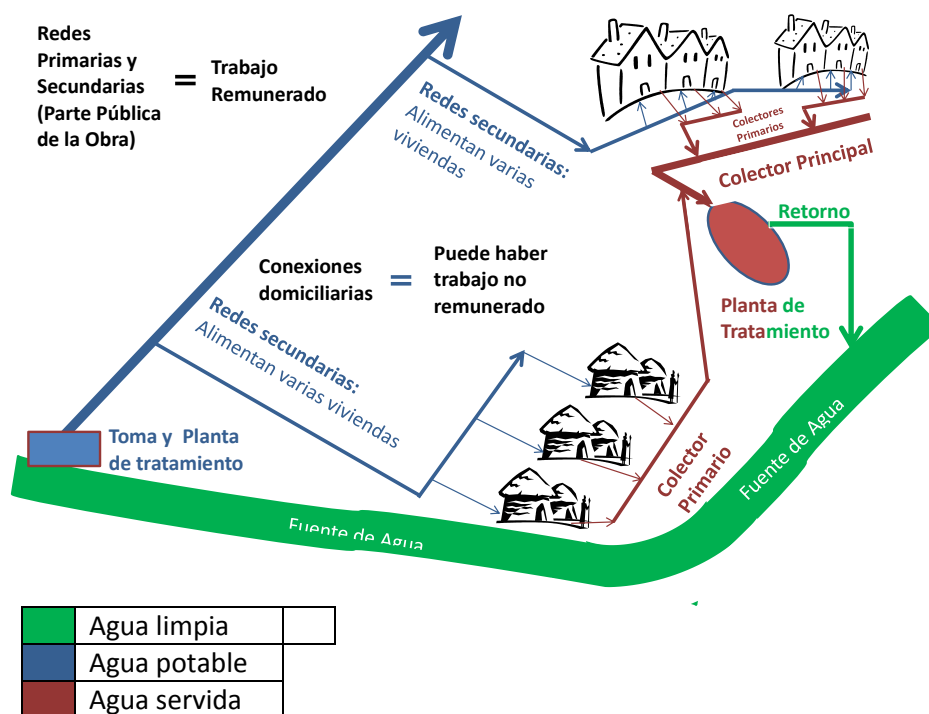 Redes
Primarias y
Secundarias
(Parte Pública
de la Obra)
=
Trabajo
Remunerado
Redes secundarias:
Alimentan varias
viviendas
Colectores
Primarios
Colector Principal
Retorno
Conexiones
domiciliarias
=
Puede haber
trabajo no
remunerado
Planta de
Tratamiento
Redes secundarias:
Alimentan varias viviendas
Toma y Planta
de tratamiento
Colector
Primario
Fuente de Agua
Fuente de Agua
Agua limpia
Agua potable
Agua servida